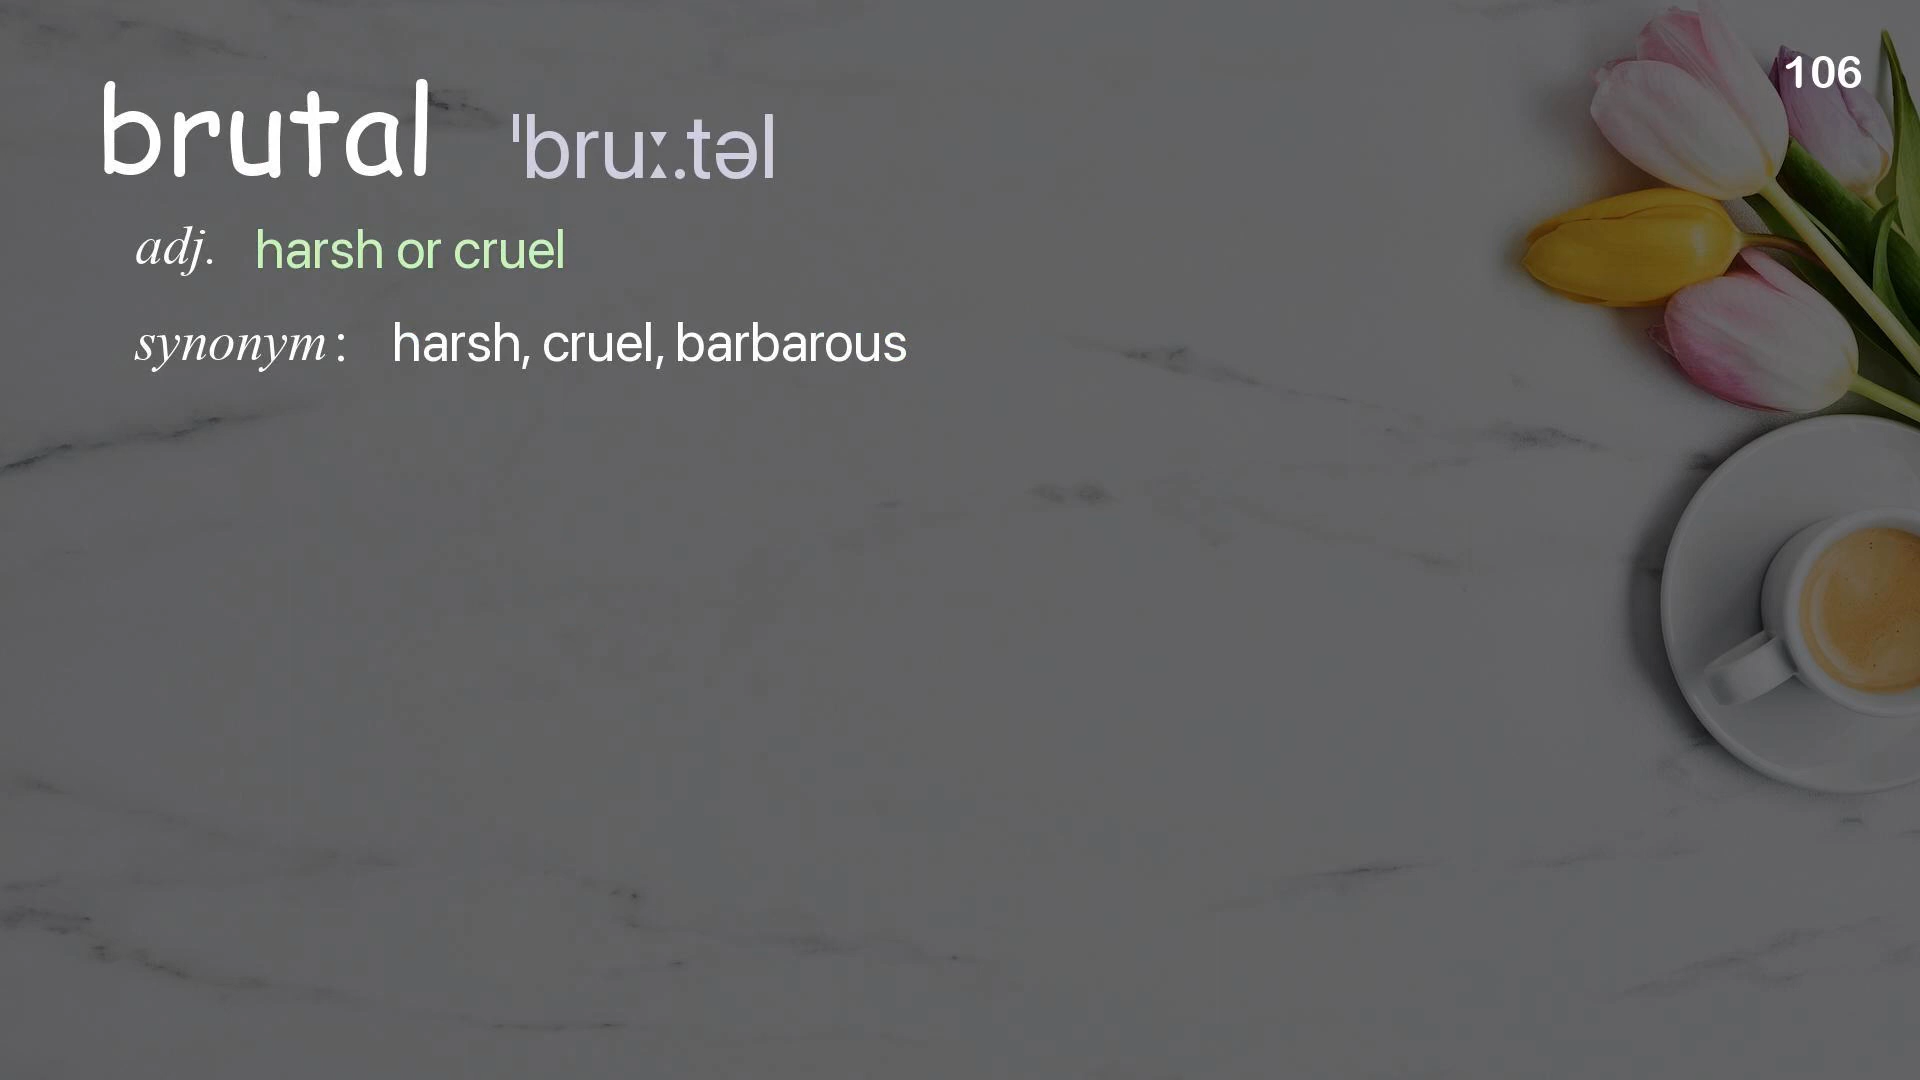 106
brutal ˈbruː.təl
adj. harsh or cruel
synonym : harsh, cruel, barbarous